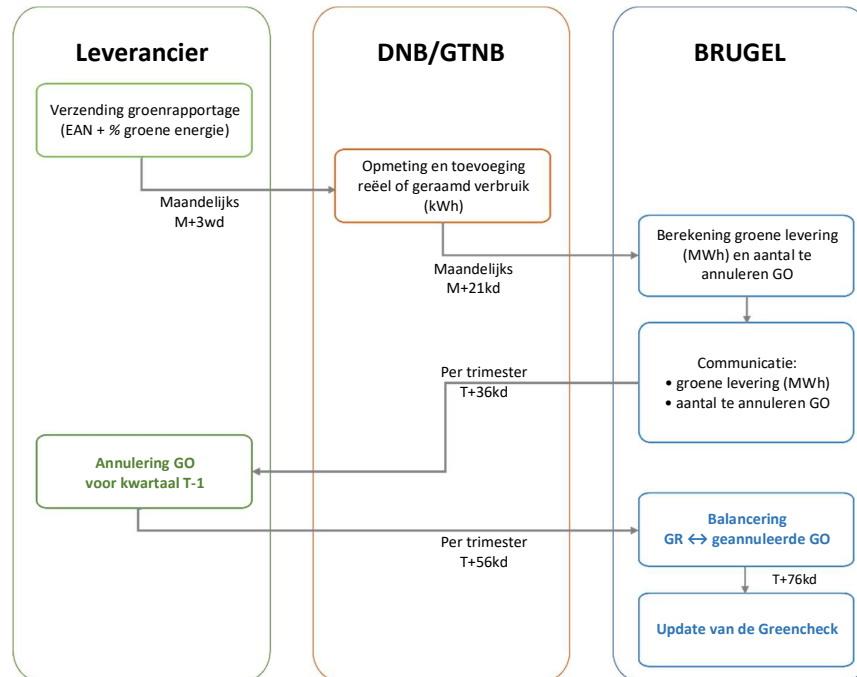 Leverancier
DNB/GTNB
BRUGEL
Verzending groenrapportage
(EAN + % groene energie)
Maandelijks
M+3wd
Opmeting en toevoeging
reëel of geraamd verbruik
(kWh)
Maandelijks
M+21kd
Berekening groene levering
(MWh) en aantal te
annuleren GO
Communicatie:
• groene levering (MWh)
• aantal te annuleren GO
Per trimester
T+36kd
Annulering GO
voor kwartaal T-1
Per trimester
T+56kd
Balancering
GR ↔ geannuleerde GO
T+76kd
Update van de Greencheck